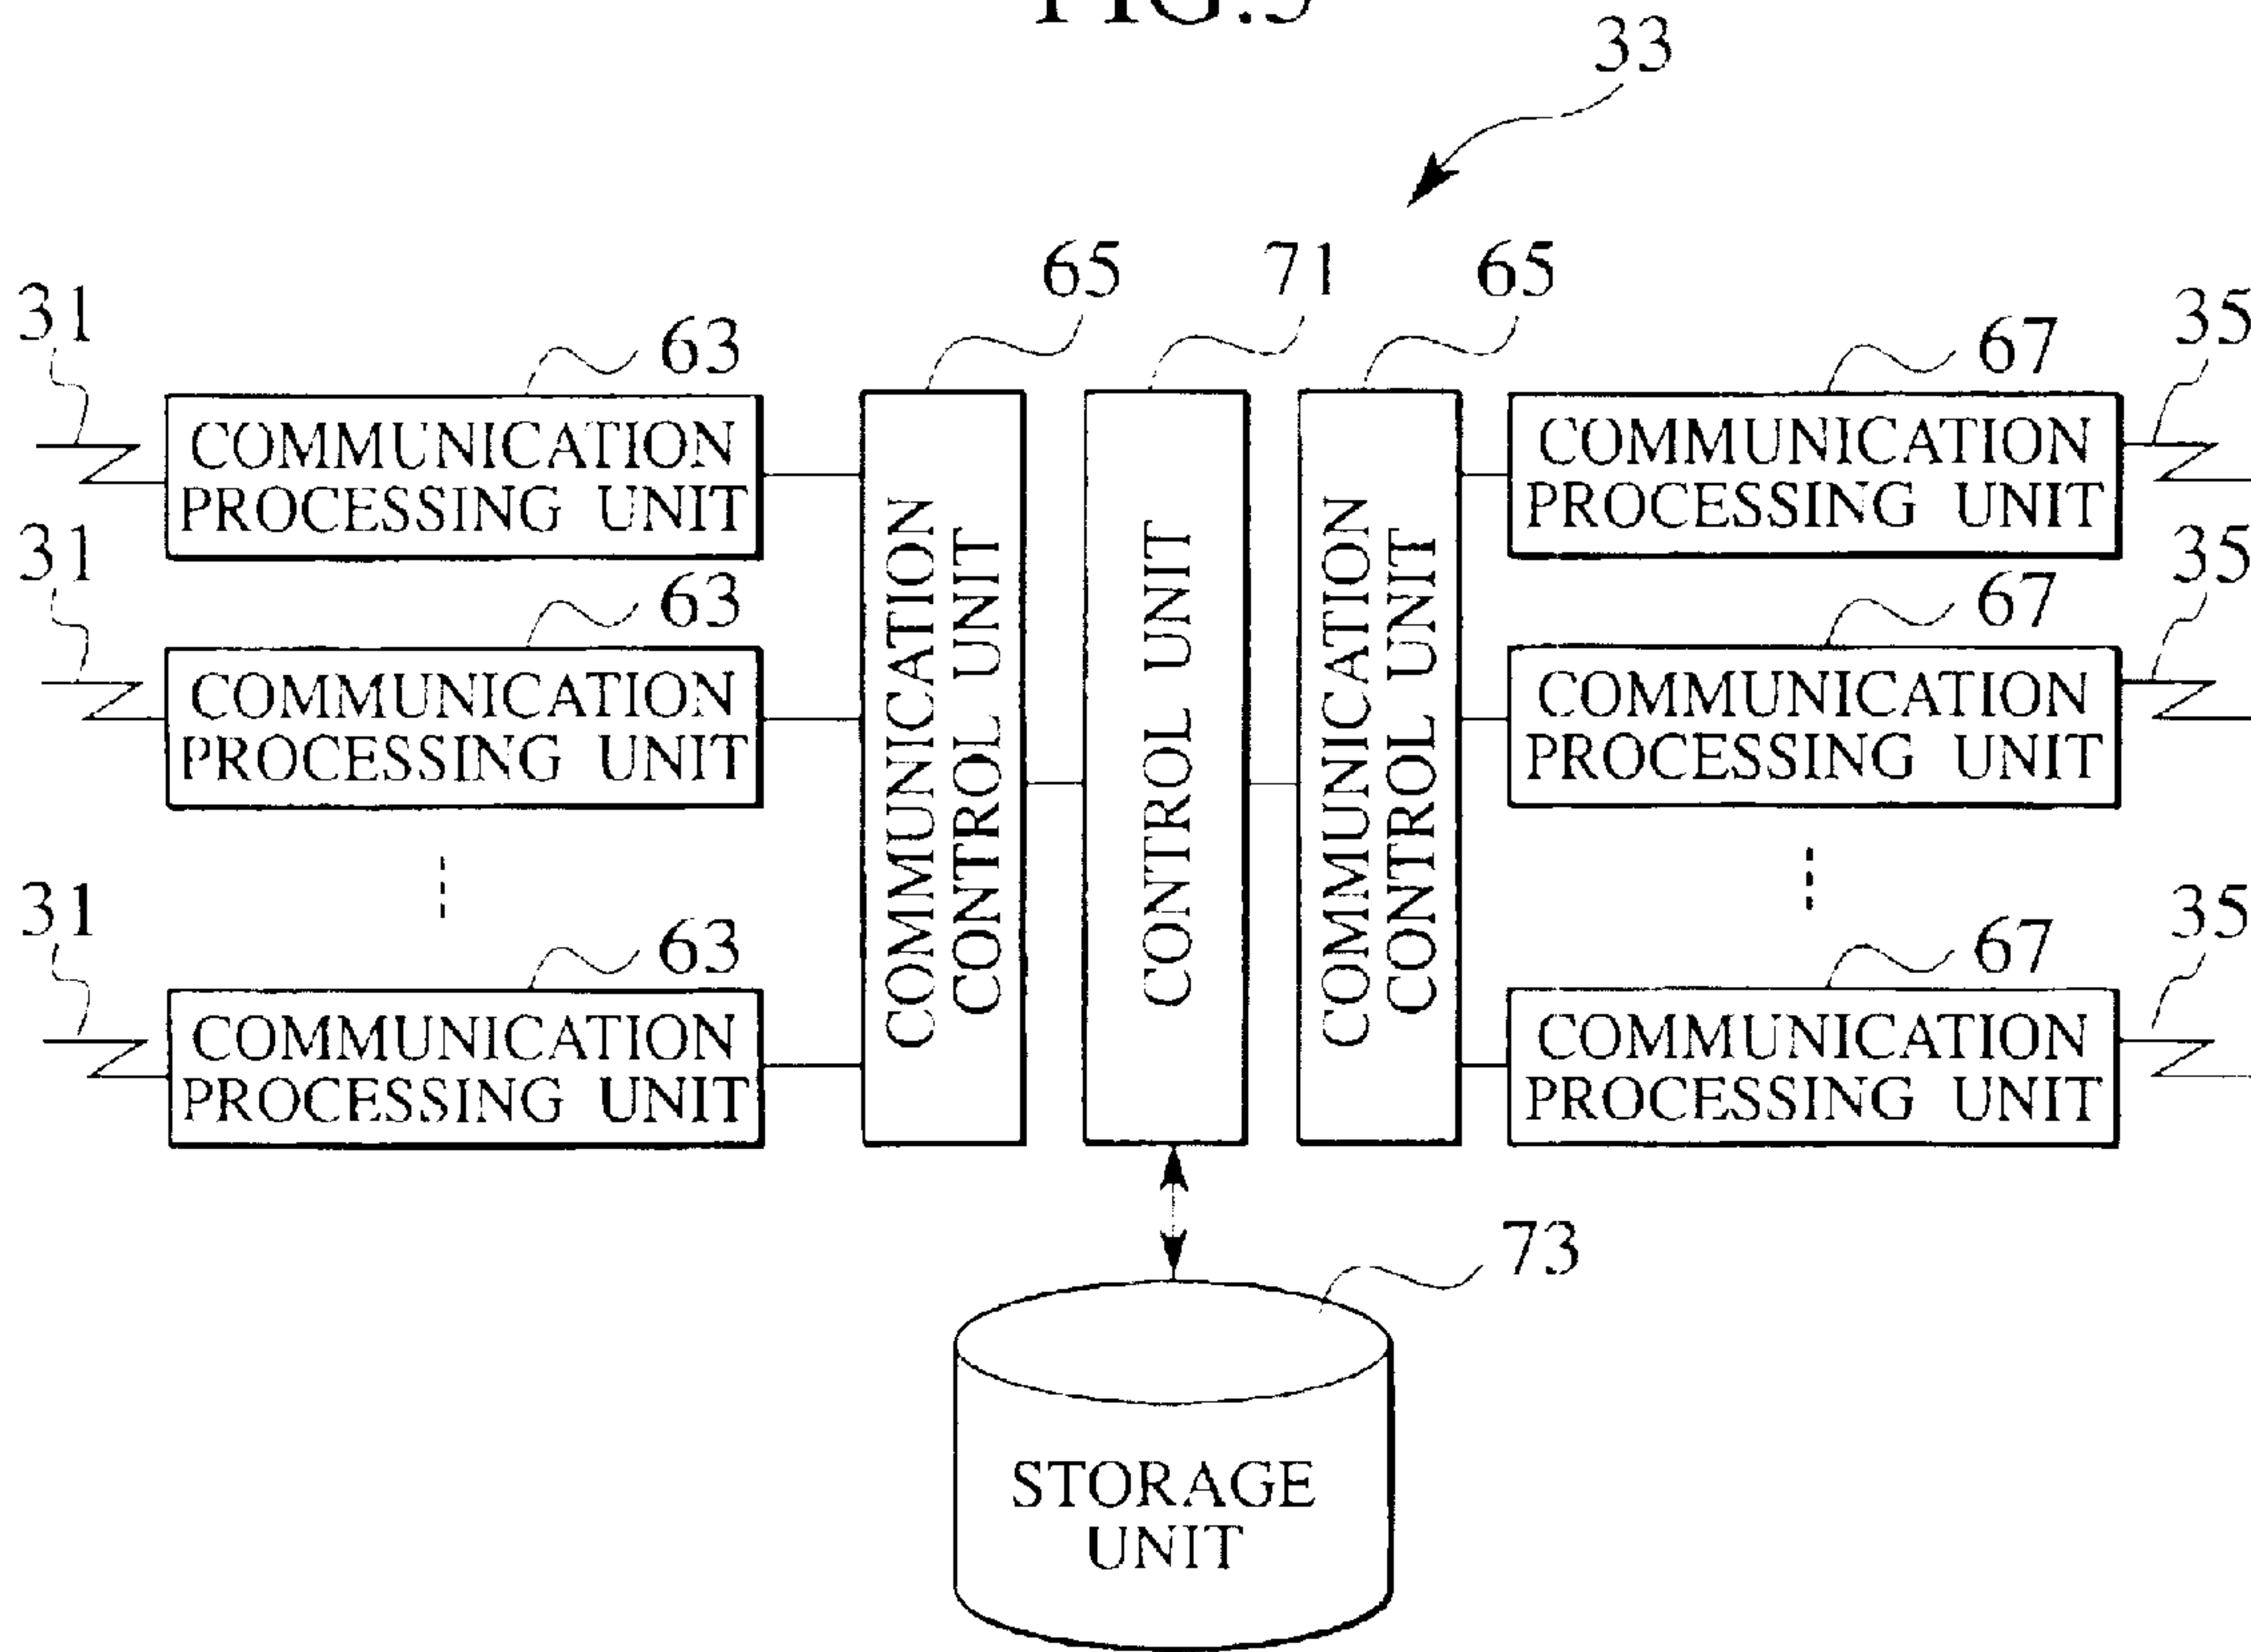 33
65
71
65
31
63
67
35
COMMUNICATION
PROCESSING UNIT
COMMUNICATION
PROCESSING UNIT
31
63
67
35
COMMUNICATION
PROCESSING UNIT
COMMUNICATION
PROCESSING UNIT
COMMUNICATION
CONTROL UNIT
CONTROL UNIT
COMMUNICATION
CONTROL UNIT
31
63
67
35
COMMUNICATION
PROCESSING UNIT
COMMUNICATION
PROCESSING UNIT
73
STORAGE
UNIT